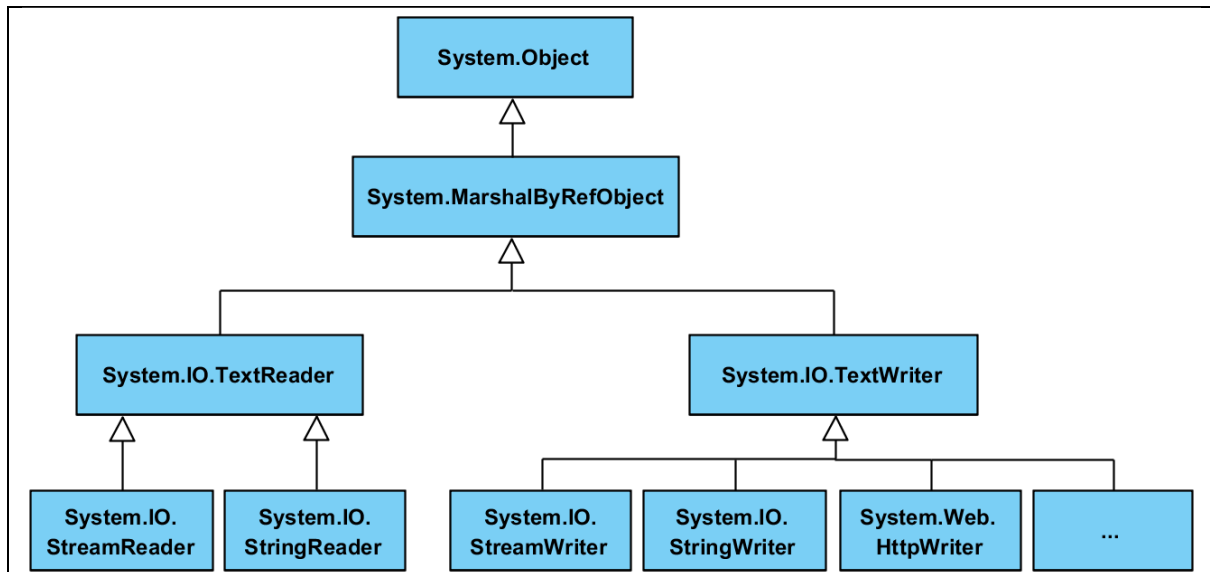 System.Object
System.MarshalByRefObject
System.IO.TextReader
System.IO.TextWriter
System.IO.
StreamReader
System.IO.
StringReader
System.IO.
StreamWriter
System.IO.
StringWriter
System.Web.
HttpWriter
...